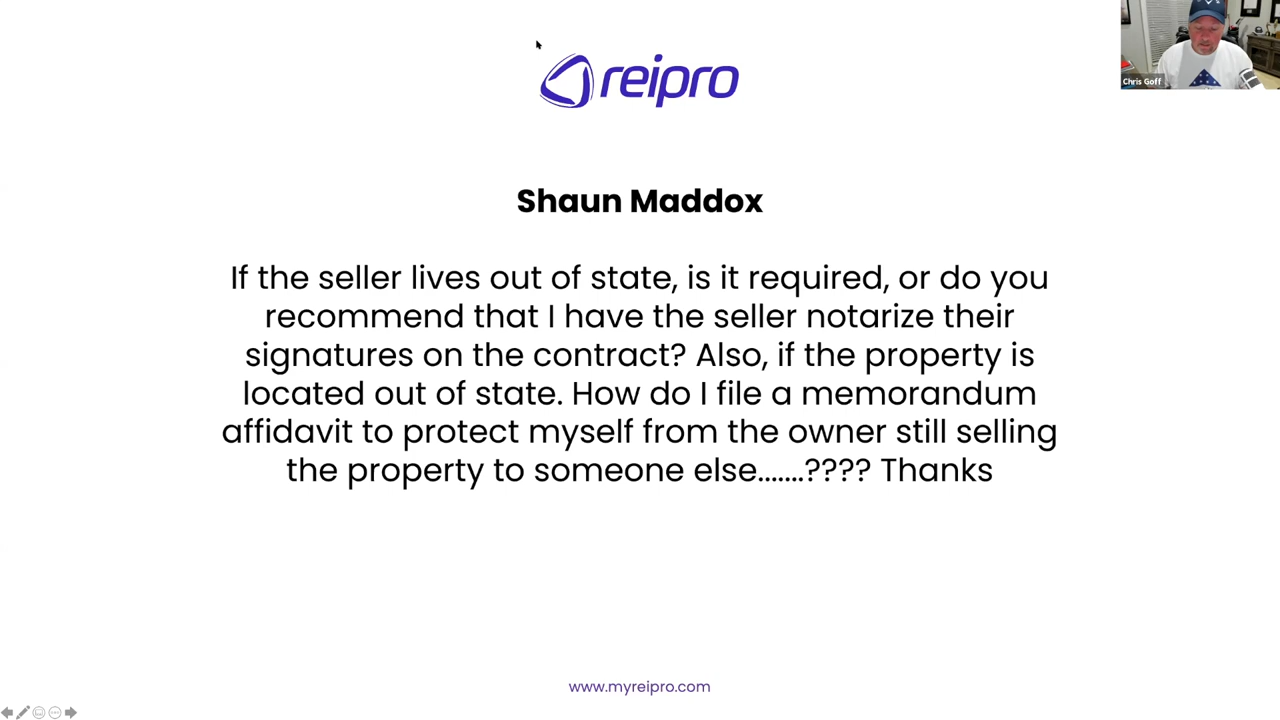 reipro
Chris Goff
Shaun Maddox
If the seller lives out of state, is it required, or do you
recommend that I have the seller notarize their
signatures on the contract? Also, if the property is
located out of state. How do I file a memorandum
affidavit to protect myself from the owner still selling
the property to someone else.......???? Thanks
www.myreipro.com